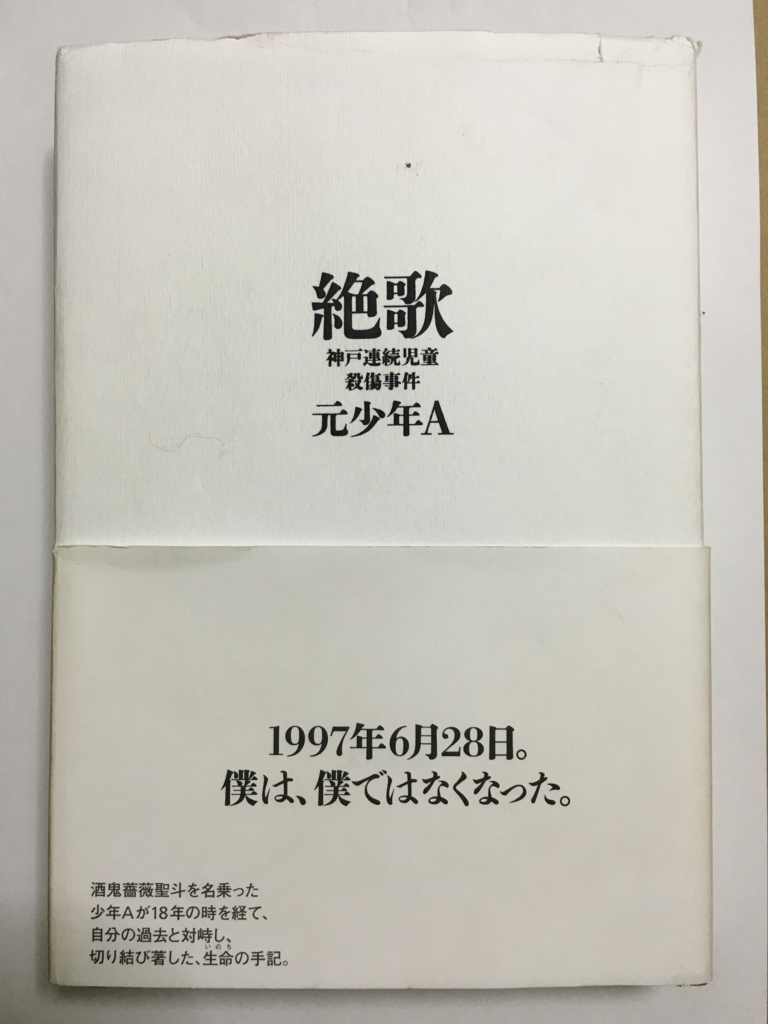 絶歌
神戸連続児童
殺傷事件
元少年A
1997年6月28日。
僕は、僕ではなくなった。
酒鬼薔薇聖斗を名乗った
少年Aが18年の時を経て、
自分の過去と対峙し、
切り結び著した、生命の手記。
いのち